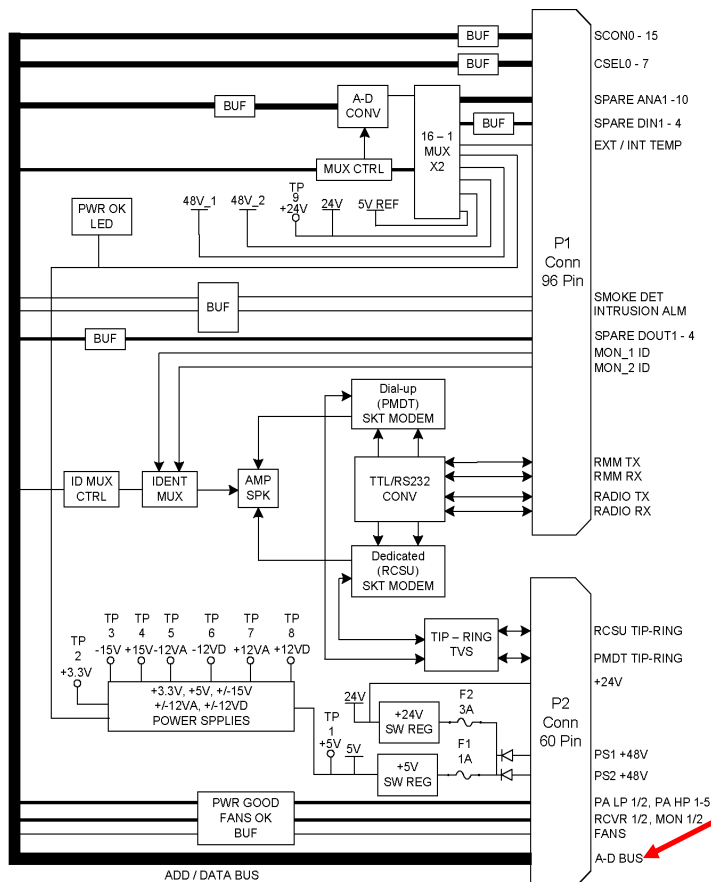 BUF
SCON0 - 15
BUF
CSEL0 - 7
A-D
CONV
BUF
16 – 1
MUX
X2
SPARE ANA1 -10
BUF
SPARE DIN1 - 4
EXT / INT TEMP
MUX CTRL
PWR OK
LED
48V_1
48V_2
TP
9
+24V
24V
5V REF
P1
Conn
96 Pin
BUF
SMOKE DET
INTRUSION ALM
BUF
SPARE DOUT1 - 4
MON_1 ID
MON_2 ID
Dial-up
(PMDT)
SKT MODEM
ID MUX
CTRL
IDENT
MUX
AMP
SPK
TTL/RS232
CONV
RMM TX
RMM RX
RADIO TX
RADIO RX
Dedicated
(RCSU)
SKT MODEM
TP
2
+3.3V
TP
3
-15V
TP
4
+15V
TP
5
-12VA
TP
6
-12VD
TP
7
+12VA
TP
8
+12VD
TIP – RING
TVS
RCSU TIP-RING
PMDT TIP-RING
+24V
+3.3V, +5V, +/-15V
+/-12VA, +/-12VD
POWER SPPLIES
24V
+24V
SW REG
F2
3A
P2
Conn
60 Pin
TP
1
+5V
5V
+5V
SW REG
F1
1A
PS1 +48V
PS2 +48V
PWR GOOD
FANS OK
BUF
PA LP 1/2, PA HP 1-5
RCVR 1/2, MON 1/2
FANS
A-D BUS
ADD / DATA BUS